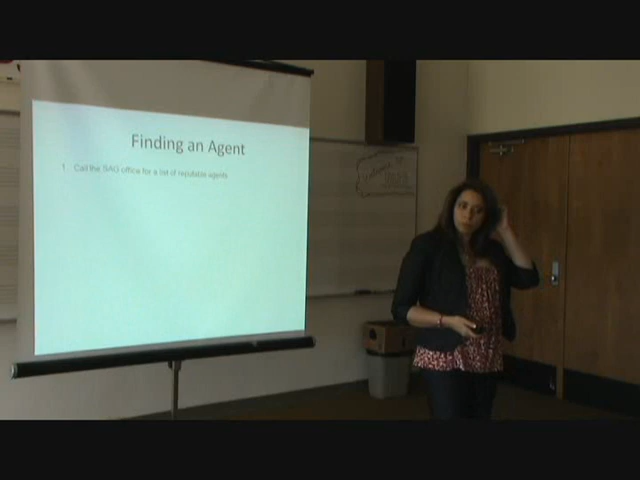 Finding an Agent
1. Call the SAG office for a list of reputable agents